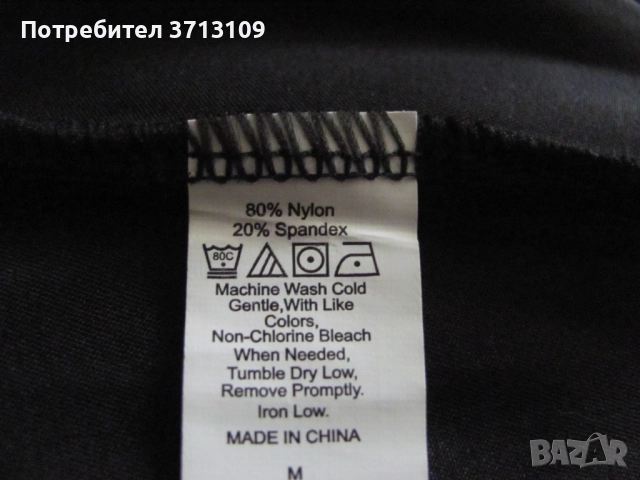 Потребител 3713109
80% Nylon
20% Spandex
80C
Machine Wash Cold
Gentle,With Like
Colors,
Non-Chlorine Bleach
When Needed,
Tumble Dry Low,
Remove Promptly.
Iron Low.
MADE IN CHINA
M
BAZAR